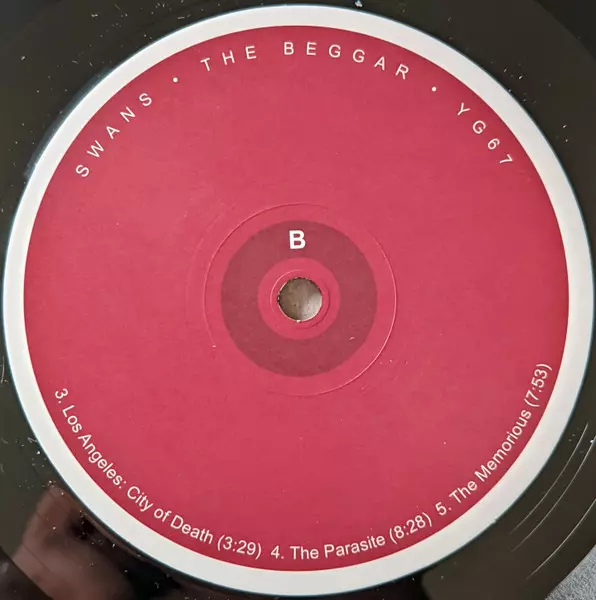 SWANS • THE BEGGAR • YG67
B
3. Los Angeles: City of Death (3:29) 4. The Parasite (8:28) 5. The Memorious (7:53)